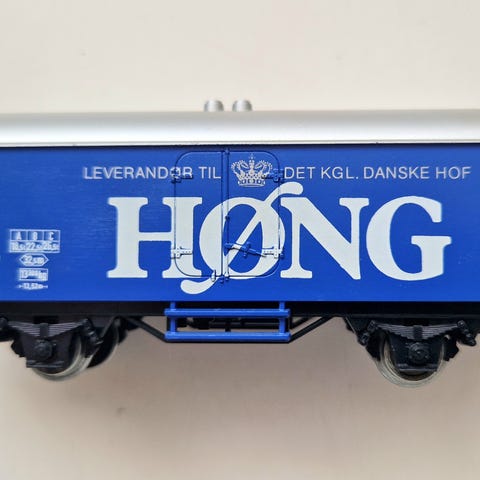 LEVERANDØR TIL DET KGL. DANSKE HOF
HØNG
A B C